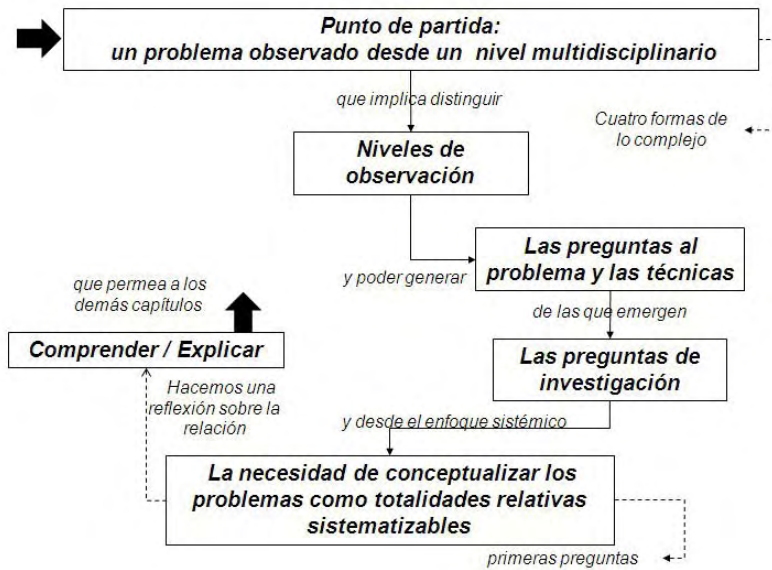 Punto de partida:
un problema observado desde un nivel multidisciplinario
que implica distinguir
Cuatro formas de
lo complejo
Niveles de
observación
Las preguntas al
problema y las técnicas
y poder generar
que permea a los
demás capítulos
de las que emergen
Comprender / Explicar
Las preguntas de
investigación
Hacemos una
reflexión sobre la
relación
y desde el enfoque sistémico
La necesidad de conceptualizar los
problemas como totalidades relativas
sistematizables
primeras preguntas